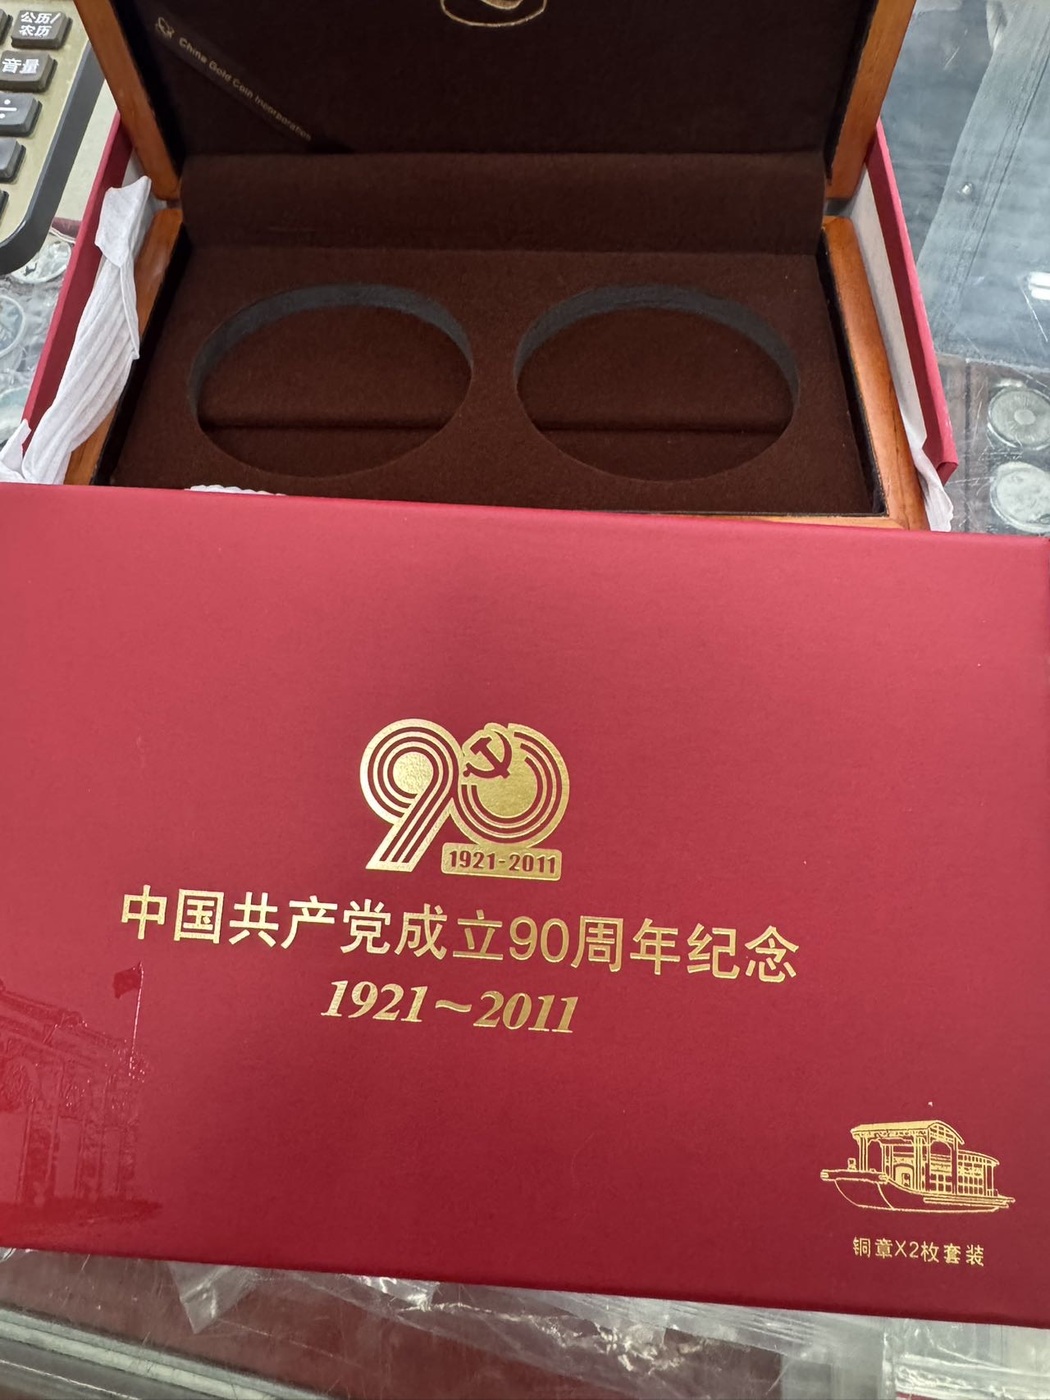 公历/
农历
音量
÷
China Gold Coin Incorporation
1921-2011
中国共产党成立90周年纪念
1921~2011
铜章X2枚套装